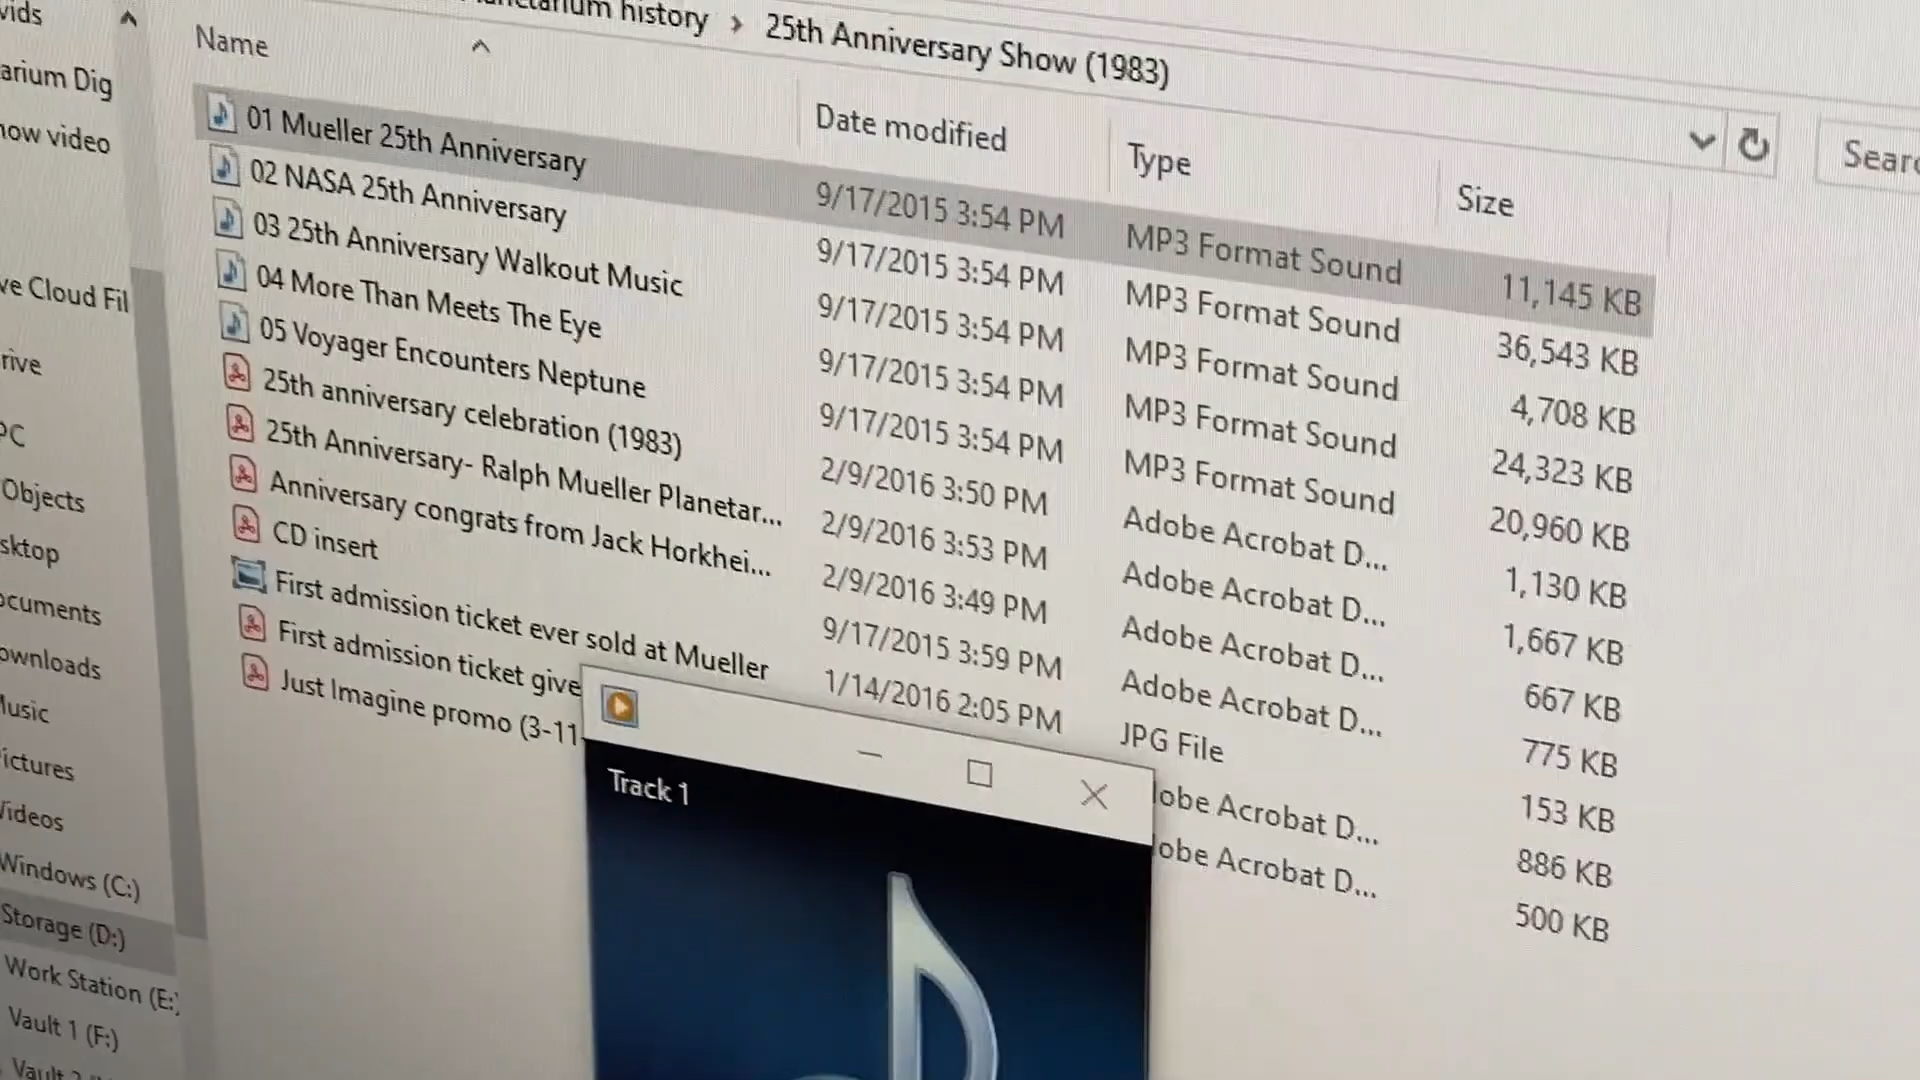 history > 25th Anniversary Show (1983)
Sear
Name
Date modified
Type
Size
01 Mueller 25th Anniversary
9/17/2015 3:54 PM
MP3 Format Sound
11,145 KB
02 NASA 25th Anniversary
9/17/2015 3:54 PM
MP3 Format Sound
36,543 KB
03 25th Anniversary Walkout Music
9/17/2015 3:54 PM
MP3 Format Sound
4,708 KB
04 More Than Meets The Eye
9/17/2015 3:54 PM
MP3 Format Sound
24,323 KB
05 Voyager Encounters Neptune
9/17/2015 3:54 PM
MP3 Format Sound
20,960 KB
25th anniversary celebration (1983)
2/9/2016 3:50 PM
Adobe Acrobat D...
1,130 KB
25th Anniversary- Ralph Mueller Planetar...
2/9/2016 3:53 PM
Adobe Acrobat D...
1,667 KB
Anniversary congrats from Jack Horkhei...
2/9/2016 3:49 PM
Adobe Acrobat D...
667 KB
CD insert
9/17/2015 3:59 PM
Adobe Acrobat D...
775 KB
First admission ticket ever sold at Mueller
1/14/2016 2:05 PM
JPG File
153 KB
First admission ticket give
obe Acrobat D...
886 KB
Just Imagine promo (3-11-
obe Acrobat D...
500 KB
Track 1
vids
arium Dig
how video
ve Cloud Fil
rive
PC
Objects
sktop
ocuments
ownloads
Music
ictures
Videos
Windows (C:)
Storage (D:)
Work Station (E:)
Vault 1 (F:)
Vault